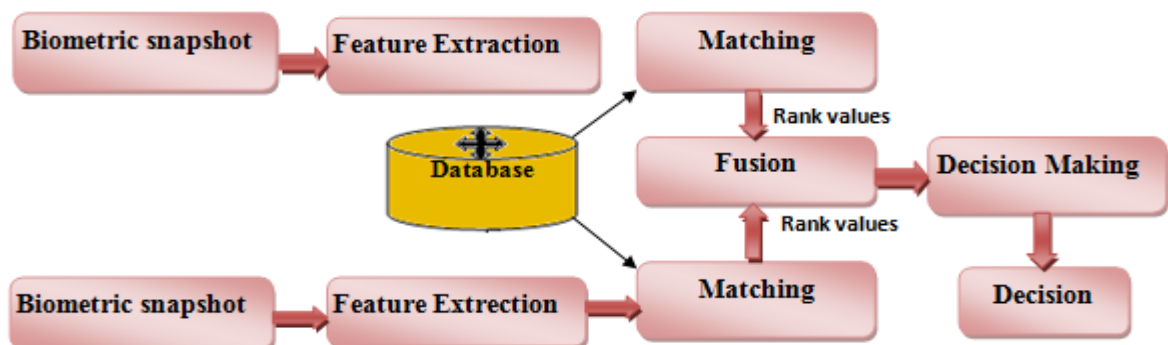 Biometric snapshot
Feature Extraction
Matching
Rank values
Database
Fusion
Decision Making
Rank values
Biometric snapshot
Feature Extrection
Matching
Decision